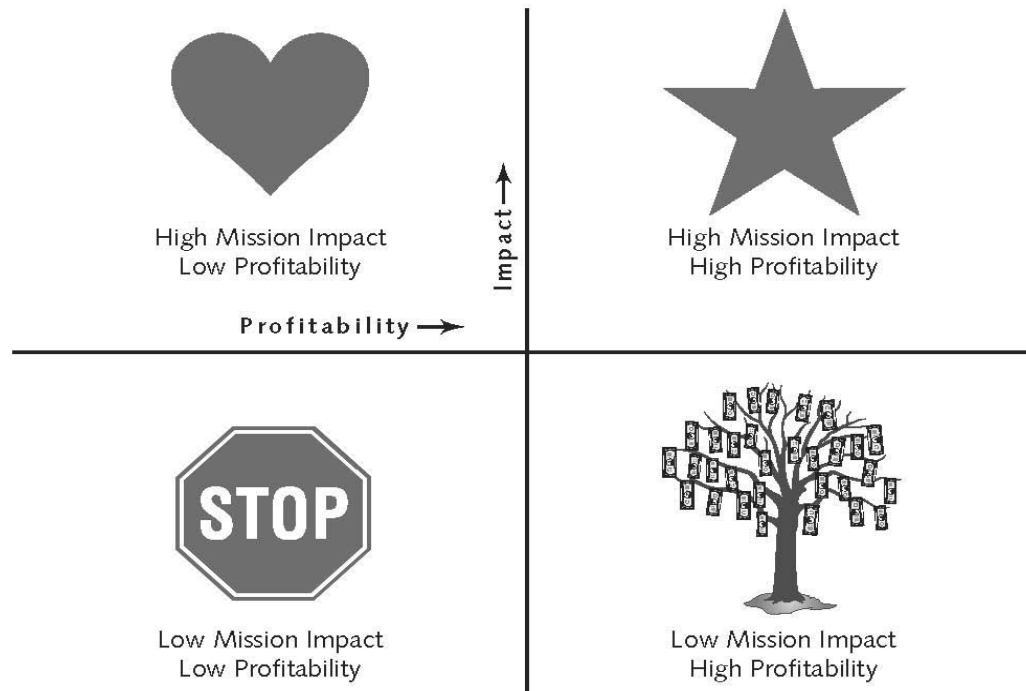 High Mission Impact
Low Profitability
High Mission Impact
High Profitability
Impact
Profitability
STOP
Low Mission Impact
Low Profitability
Low Mission Impact
High Profitability